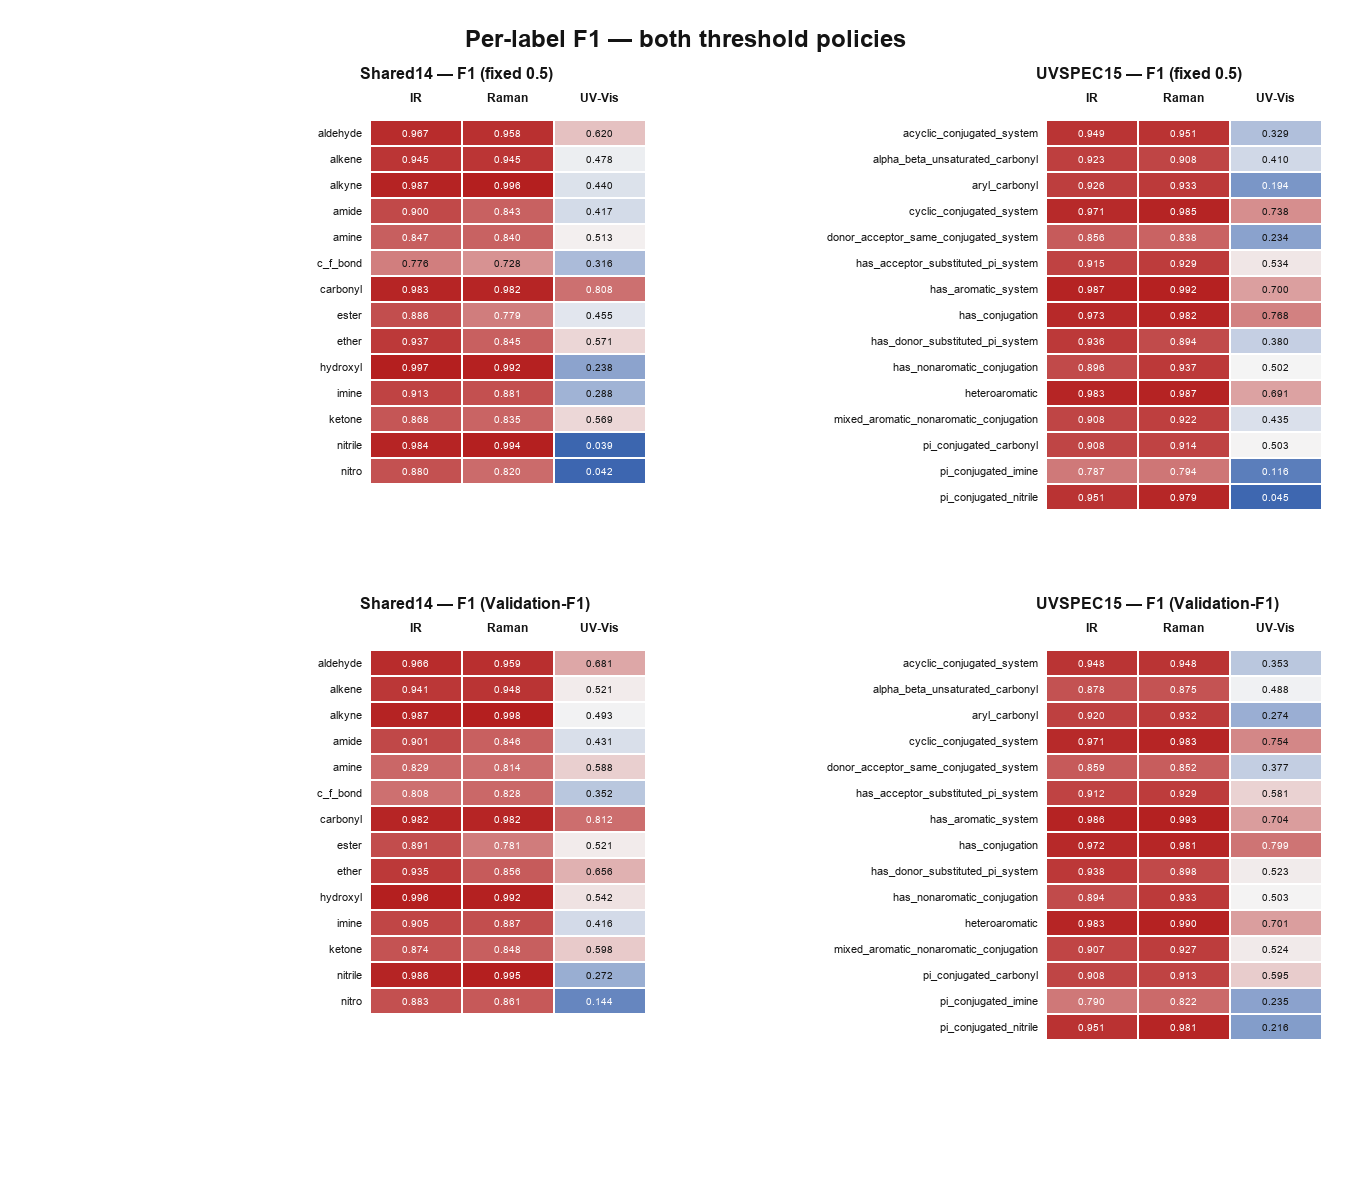 Per-label F1 — both threshold policies
Shared14 — F1 (fixed 0.5)
IR Raman UV-Vis
aldehyde 0.967 0.958 0.620
alkene 0.945 0.945 0.478
alkyne 0.987 0.996 0.440
amide 0.900 0.843 0.417
amine 0.847 0.840 0.513
c_f_bond 0.776 0.728 0.316
carbonyl 0.983 0.982 0.808
ester 0.886 0.779 0.455
ether 0.937 0.845 0.571
hydroxyl 0.997 0.992 0.238
imine 0.913 0.881 0.288
ketone 0.868 0.835 0.569
nitrile 0.984 0.994 0.039
nitro 0.880 0.820 0.042
UVSPEC15 — F1 (fixed 0.5)
IR Raman UV-Vis
acyclic_conjugated_system 0.949 0.951 0.329
alpha_beta_unsaturated_carbonyl 0.923 0.908 0.410
aryl_carbonyl 0.926 0.933 0.194
cyclic_conjugated_system 0.971 0.985 0.738
donor_acceptor_same_conjugated_system 0.856 0.838 0.234
has_acceptor_substituted_pi_system 0.915 0.929 0.534
has_aromatic_system 0.987 0.992 0.700
has_conjugation 0.973 0.982 0.768
has_donor_substituted_pi_system 0.936 0.894 0.380
has_nonaromatic_conjugation 0.896 0.937 0.502
heteroaromatic 0.983 0.987 0.691
mixed_aromatic_nonaromatic_conjugation 0.908 0.922 0.435
pi_conjugated_carbonyl 0.908 0.914 0.503
pi_conjugated_imine 0.787 0.794 0.116
pi_conjugated_nitrile 0.951 0.979 0.045
Shared14 — F1 (Validation-F1)
IR Raman UV-Vis
aldehyde 0.966 0.959 0.681
alkene 0.941 0.948 0.521
alkyne 0.987 0.998 0.493
amide 0.901 0.846 0.431
amine 0.829 0.814 0.588
c_f_bond 0.808 0.828 0.352
carbonyl 0.982 0.982 0.812
ester 0.891 0.781 0.521
ether 0.935 0.856 0.656
hydroxyl 0.996 0.992 0.542
imine 0.905 0.887 0.416
ketone 0.874 0.848 0.598
nitrile 0.986 0.995 0.272
nitro 0.883 0.861 0.144
UVSPEC15 — F1 (Validation-F1)
IR Raman UV-Vis
acyclic_conjugated_system 0.948 0.948 0.353
alpha_beta_unsaturated_carbonyl 0.878 0.875 0.488
aryl_carbonyl 0.920 0.932 0.274
cyclic_conjugated_system 0.971 0.983 0.754
donor_acceptor_same_conjugated_system 0.859 0.852 0.377
has_acceptor_substituted_pi_system 0.912 0.929 0.581
has_aromatic_system 0.986 0.993 0.704
has_conjugation 0.972 0.981 0.799
has_donor_substituted_pi_system 0.938 0.898 0.523
has_nonaromatic_conjugation 0.894 0.933 0.503
heteroaromatic 0.983 0.990 0.701
mixed_aromatic_nonaromatic_conjugation 0.907 0.927 0.524
pi_conjugated_carbonyl 0.908 0.913 0.595
pi_conjugated_imine 0.790 0.822 0.235
pi_conjugated_nitrile 0.951 0.981 0.216